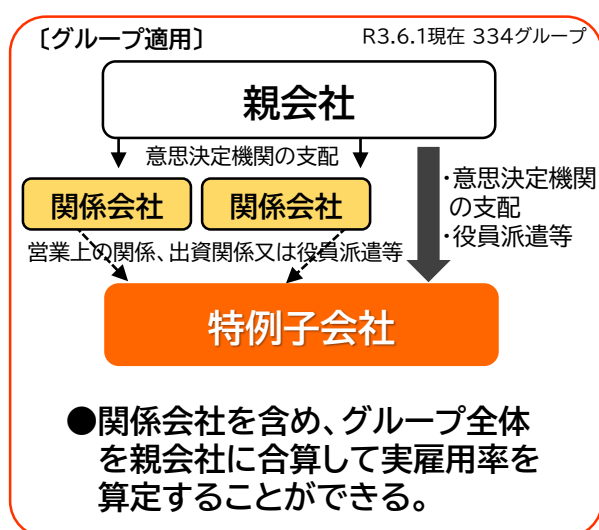 〔グループ適用〕
R3.6.1現在 334グループ
親会社
意思決定機関の支配
・意思決定機関
の支配
・役員派遣等
関係会社
関係会社
営業上の関係、出資関係又は役員派遣等
特例子会社
●関係会社を含め、グループ全体
を親会社に合算して実雇用率を
算定することができる。